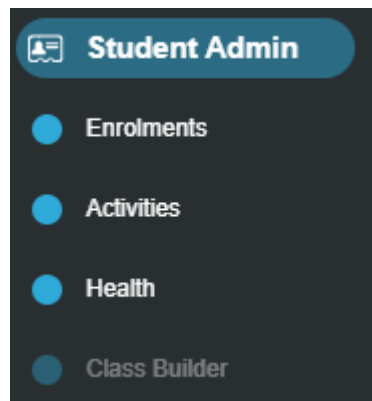 Student Admin
Enrolments
Activities
Health
Class Builder